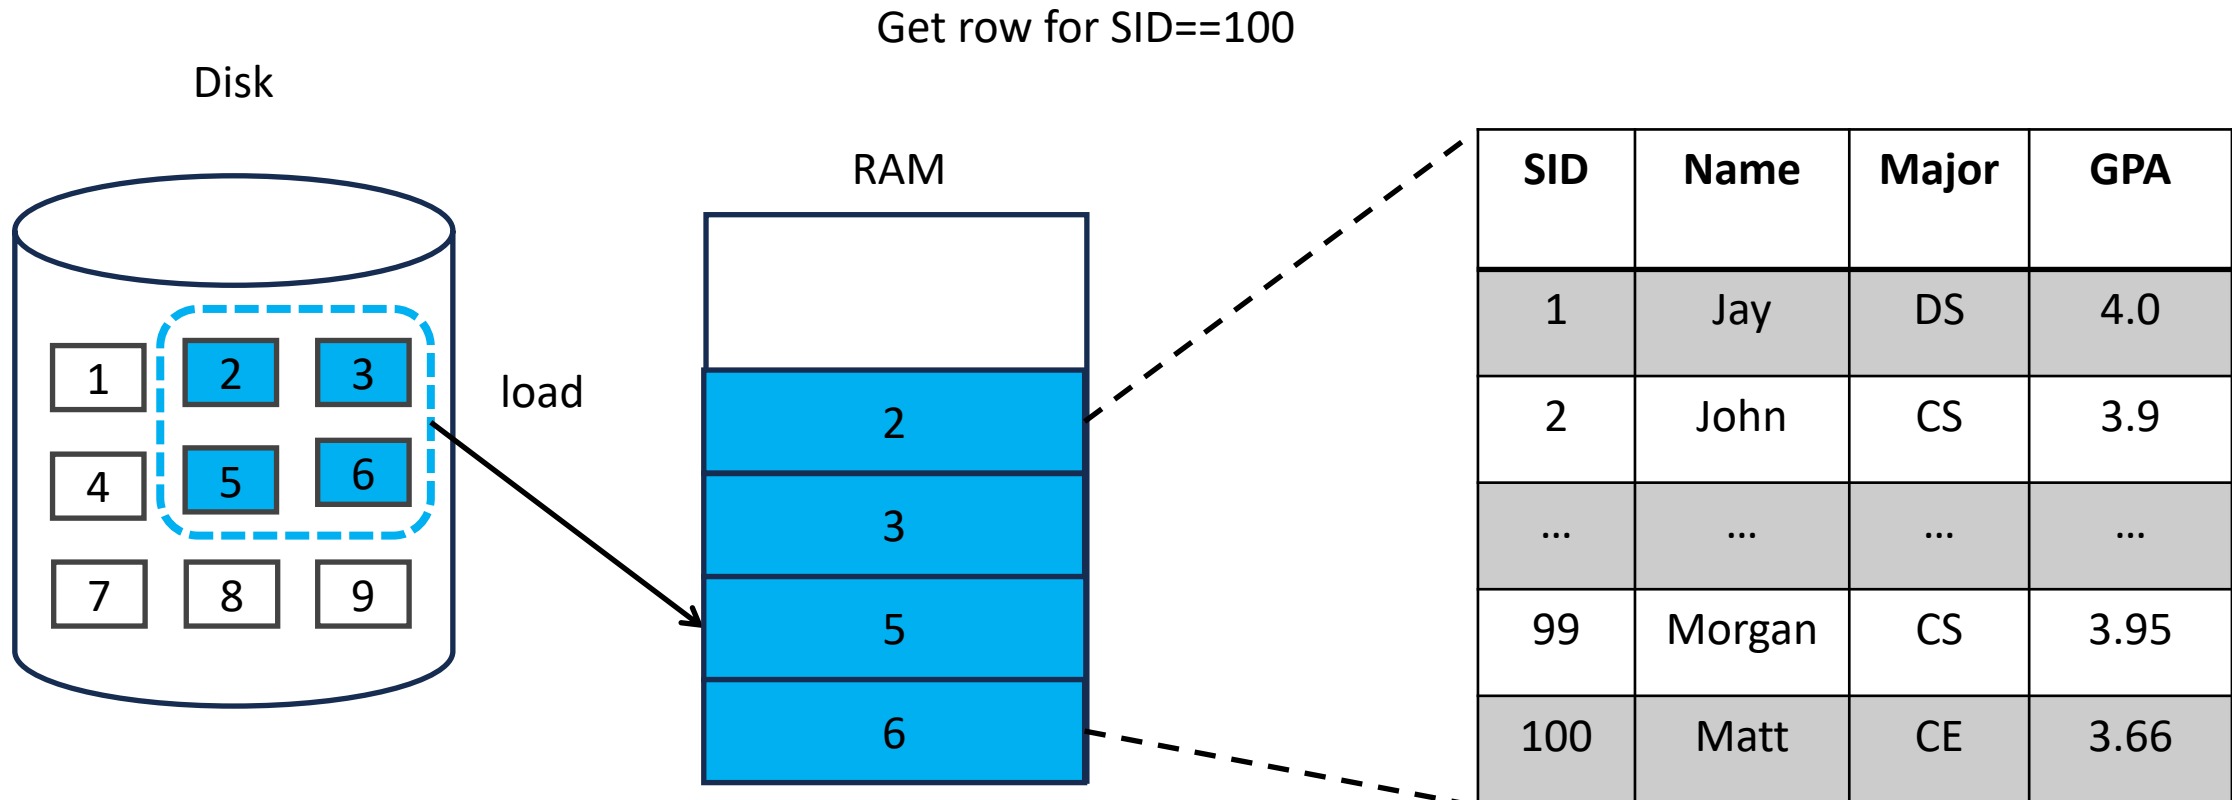 Get row for SID==100
Disk
1 2 3
4 5 6
7 8 9
load
RAM
2
3
5
6
SID Name Major GPA
1 Jay DS 4.0
2 John CS 3.9
... ... ... ...
99 Morgan CS 3.95
100 Matt CE 3.66